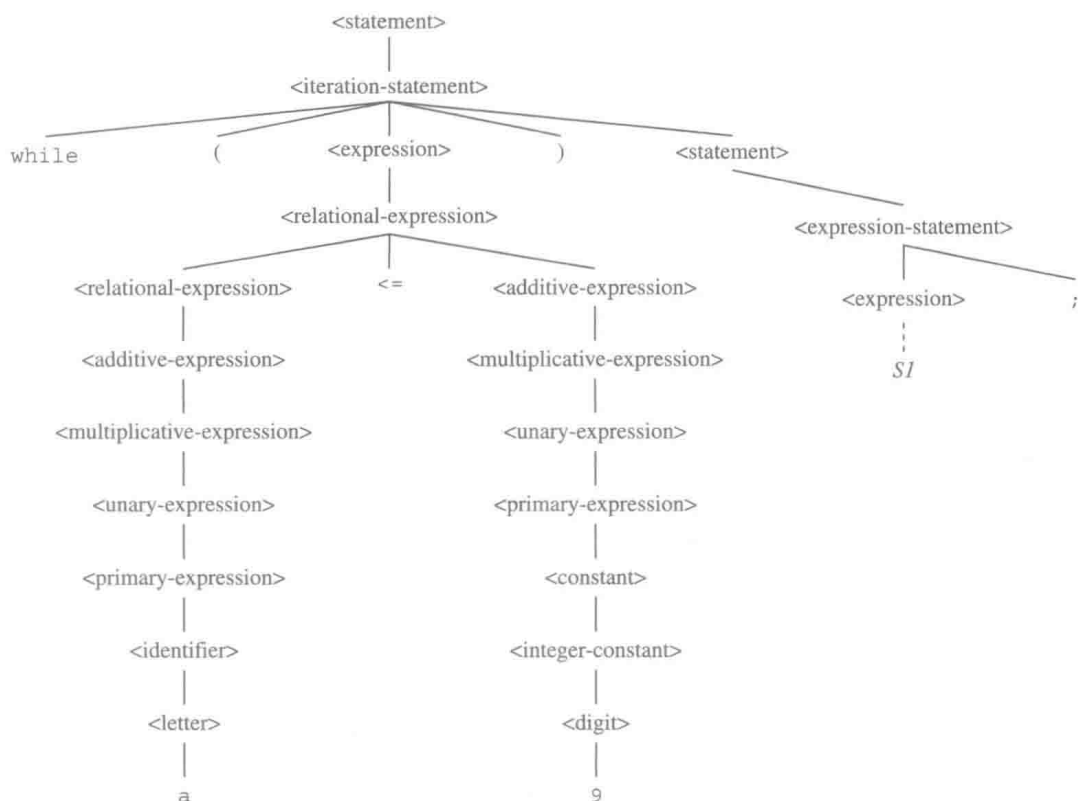 <statement>
<iteration-statement>
while ( <expression> ) <statement>
<relational-expression> <expression-statement>
<relational-expression> <= <additive-expression> <expression> ;
<additive-expression> <multiplicative-expression> S1
<multiplicative-expression> <unary-expression>
<unary-expression> <primary-expression>
<primary-expression> <constant>
<identifier> <integer-constant>
<letter> <digit>
a 9